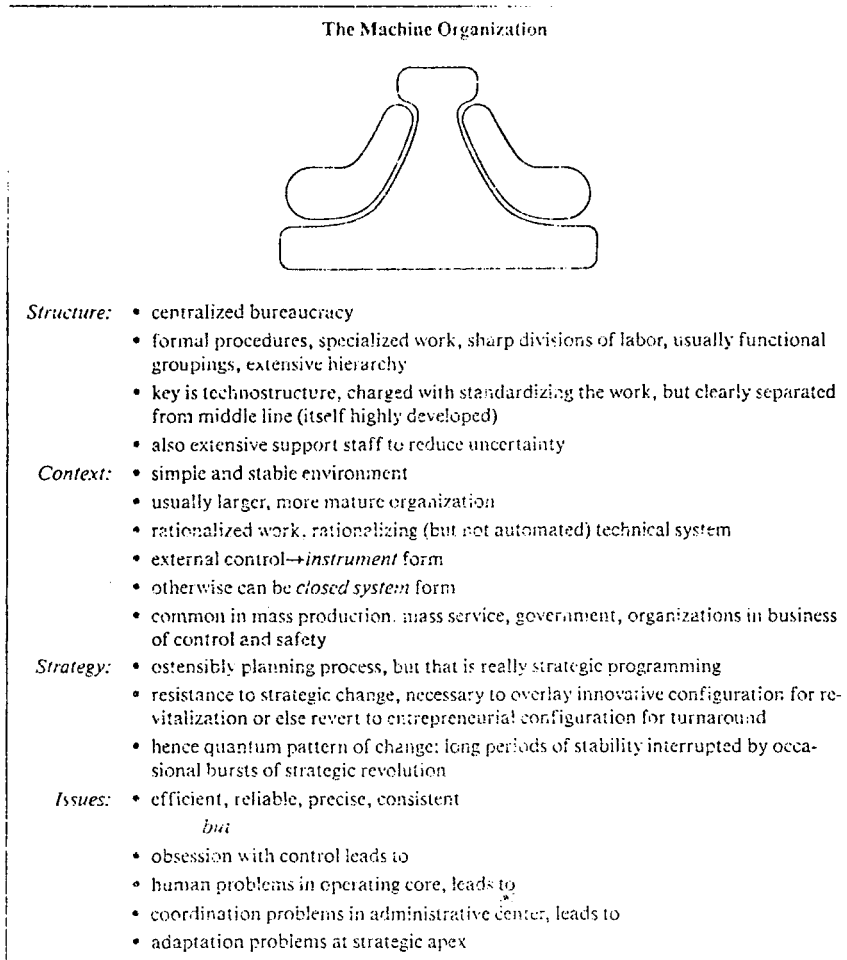 The Machine Organization
Structure: • centralized bureaucracy
• formal procedures, specialized work, sharp divisions of labor, usually functional
groupings, extensive hierarchy
• key is technostructure, charged with standardizing the work, but clearly separated
from middle line (itself highly developed)
• also extensive support staff to reduce uncertainty
Context: • simple and stable environment
• usually larger, more mature organization
• rationalized work, rationalizing (but not automated) technical system
• external control→instrument form
• otherwise can be closed system form
• common in mass production, mass service, government, organizations in business
of control and safety
Strategy: • ostensibly planning process, but that is really strategic programming
• resistance to strategic change, necessary to overlay innovative configuration for re-
vitalization or else revert to entrepreneurial configuration for turnaround
• hence quantum pattern of change: long periods of stability interrupted by occa-
sional bursts of strategic revolution
Issues: • efficient, reliable, precise, consistent
but
• obsession with control leads to
• human problems in operating core, leads to
• coordination problems in administrative center, leads to
• adaptation problems at strategic apex